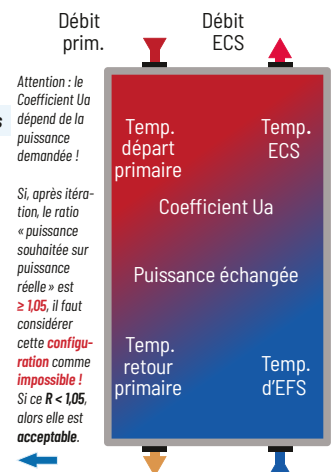 Débit
prim.
Débit
ECS
Attention : le
Coefficient Ua
dépend de la
puissance
demandée !
Si, après itéra-
tion, le ratio
« puissance
souhaitée sur
puissance
réelle » est
≥ 1,05, il faut
considérer
cette configu-
ration comme
impossible !
Si ce R < 1,05,
alors elle est
acceptable.
s
Temp.
départ
primaire
Temp.
ECS
Coefficient Ua
Puissance échangée
Temp.
retour
primaire
Temp.
d'EFS